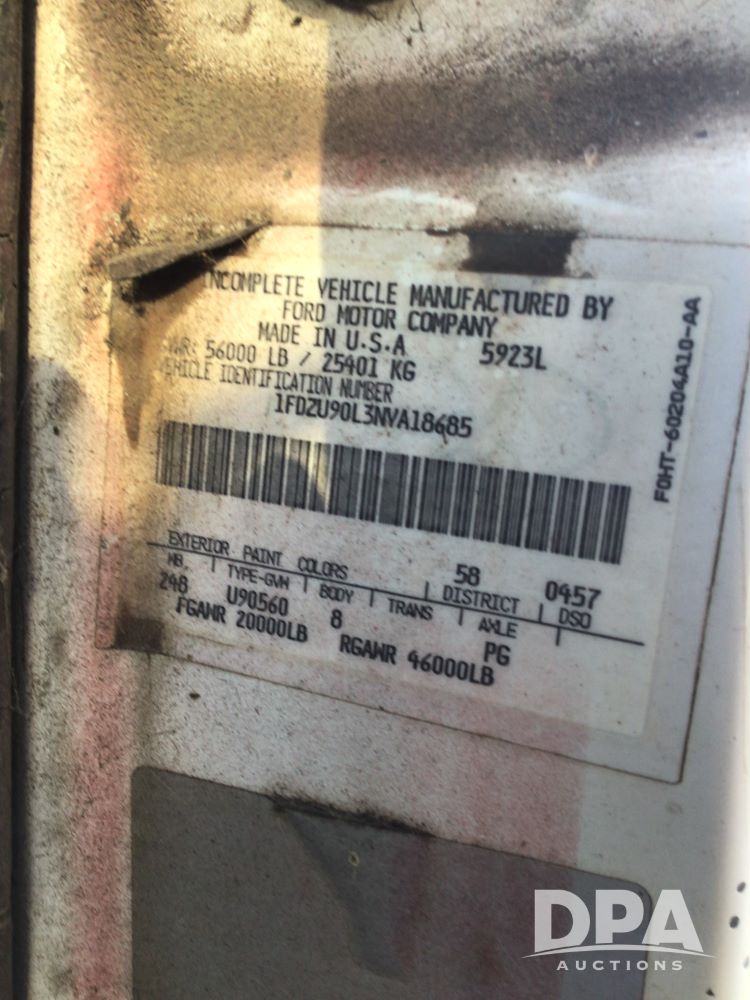 INCOMPLETE VEHICLE MANUFACTURED BY
FORD MOTOR COMPANY
MADE IN U.S.A 5923L
56000 LB / 25401 KG
VEHICLE IDENTIFICATION NUMBER
1FDZU90L3NVA18685
F0HT-60204A10-AA
EXTERIOR PAINT COLORS 58 0457
WB TYPE-GVW BODY TRANS DISTRICT AXLE DSO
248 U90560 8 PG
FGAWR 20000LB RGAWR 46000LB
DPA
AUCTIONS